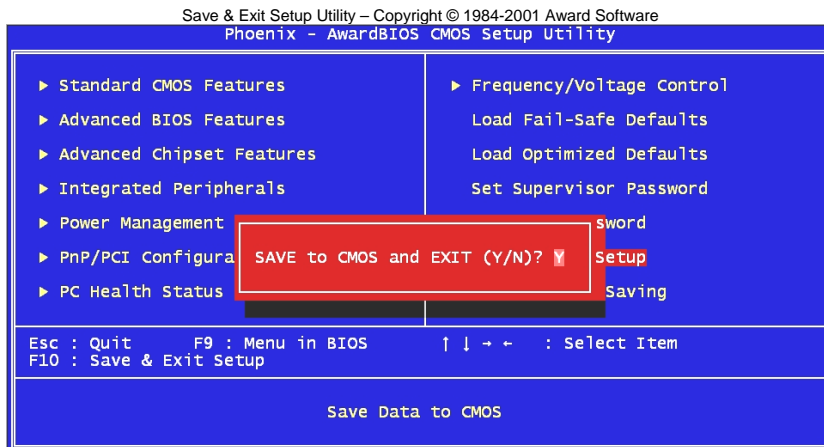 Save & Exit Setup Utility – Copyright © 1984-2001 Award Software
Phoenix - AwardBIOS CMOS Setup Utility
▶ Standard CMOS Features
▶ Advanced BIOS Features
▶ Advanced Chipset Features
▶ Integrated Peripherals
▶ Power Management
▶ PnP/PCI Configura
▶ PC Health Status
▶ Frequency/Voltage Control
Load Fail-Safe Defaults
Load Optimized Defaults
Set Supervisor Password
sword
Setup
Saving
SAVE to CMOS and EXIT (Y/N)? Y
Esc : Quit F9 : Menu in BIOS ↑ ↓ → ← : Select Item
F10 : Save & Exit Setup
Save Data to CMOS